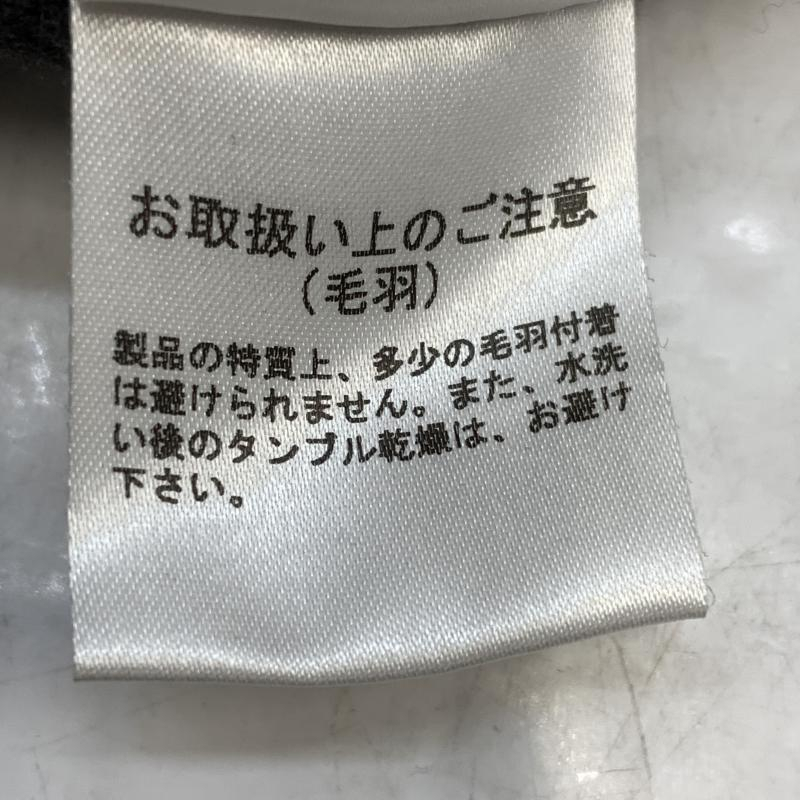 お取扱い上のご注意
(毛羽)
製品の特質上、多少の毛羽付着
は避けられません。また、水洗
い後のタンブル乾燥は、お避け
下さい。